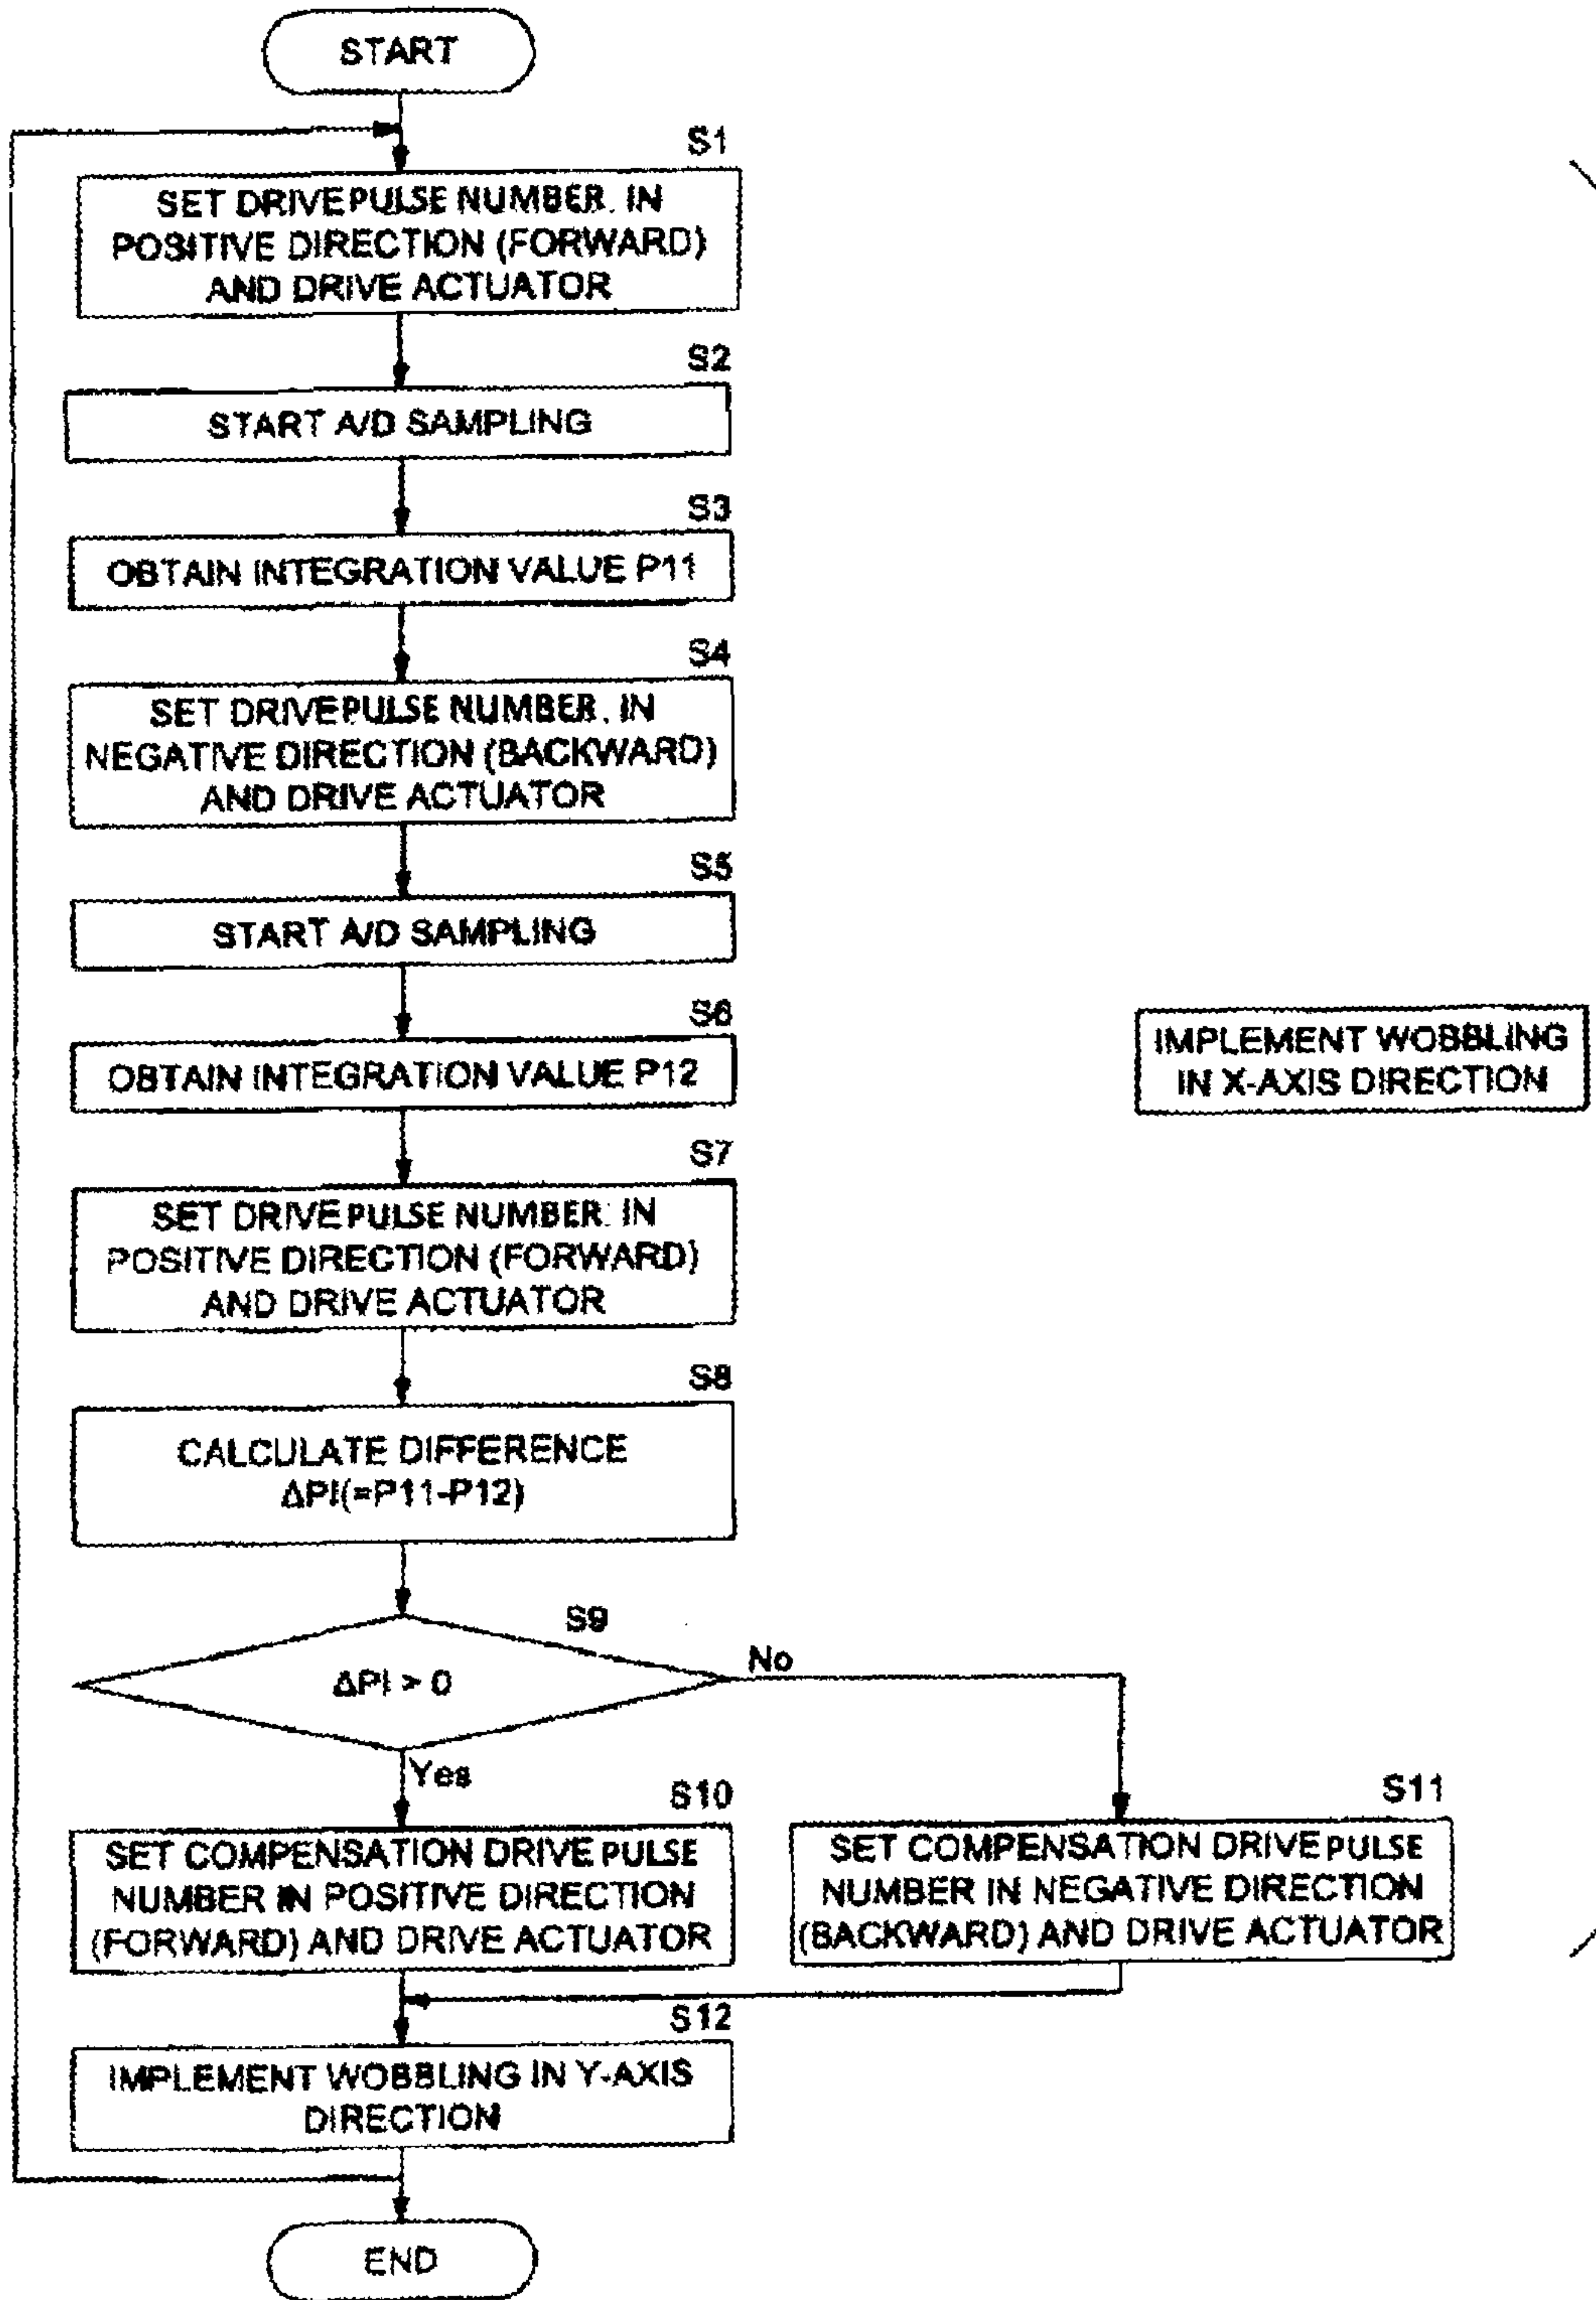 START
S1
SET DRIVE PULSE NUMBER. IN
POSITIVE DIRECTION (FORWARD)
AND DRIVE ACTUATOR
S2
START A/D SAMPLING
S3
OBTAIN INTEGRATION VALUE P11
S4
SET DRIVE PULSE NUMBER. IN
NEGATIVE DIRECTION (BACKWARD)
AND DRIVE ACTUATOR
S5
START A/D SAMPLING
S6
OBTAIN INTEGRATION VALUE P12
IMPLEMENT WOBBLING
IN X-AXIS DIRECTION
S7
SET DRIVE PULSE NUMBER. IN
POSITIVE DIRECTION (FORWARD)
AND DRIVE ACTUATOR
S8
CALCULATE DIFFERENCE
ΔPI(=P11-P12)
S9
ΔPI > 0
No
Yes
S10
SET COMPENSATION DRIVE PULSE
NUMBER IN POSITIVE DIRECTION
(FORWARD) AND DRIVE ACTUATOR
S11
SET COMPENSATION DRIVE PULSE
NUMBER IN NEGATIVE DIRECTION
(BACKWARD) AND DRIVE ACTUATOR
S12
IMPLEMENT WOBBLING IN Y-AXIS
DIRECTION
END